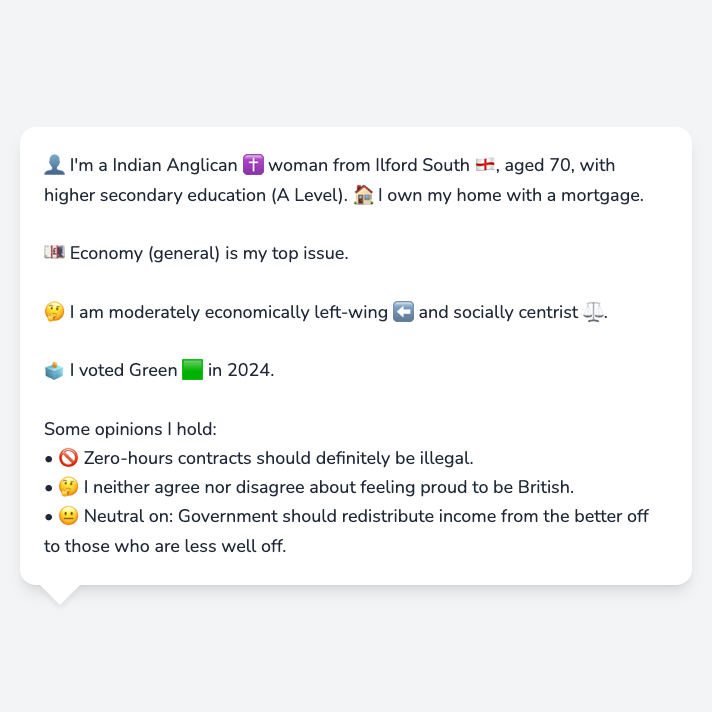 👤 I'm a Indian Anglican ✝️ woman from Ilford South 🏴󠁧󠁢󠁥󠁮󠁧󠁿, aged 70, with
higher secondary education (A Level). 🏠 I own my home with a mortgage.
💷 Economy (general) is my top issue.
🤔 I am moderately economically left-wing ⬅️ and socially centrist ⚖️.
🗳️ I voted Green 🟩 in 2024.
Some opinions I hold:
• 🚫 Zero-hours contracts should definitely be illegal.
• 🤔 I neither agree nor disagree about feeling proud to be British.
• 😐 Neutral on: Government should redistribute income from the better off
to those who are less well off.